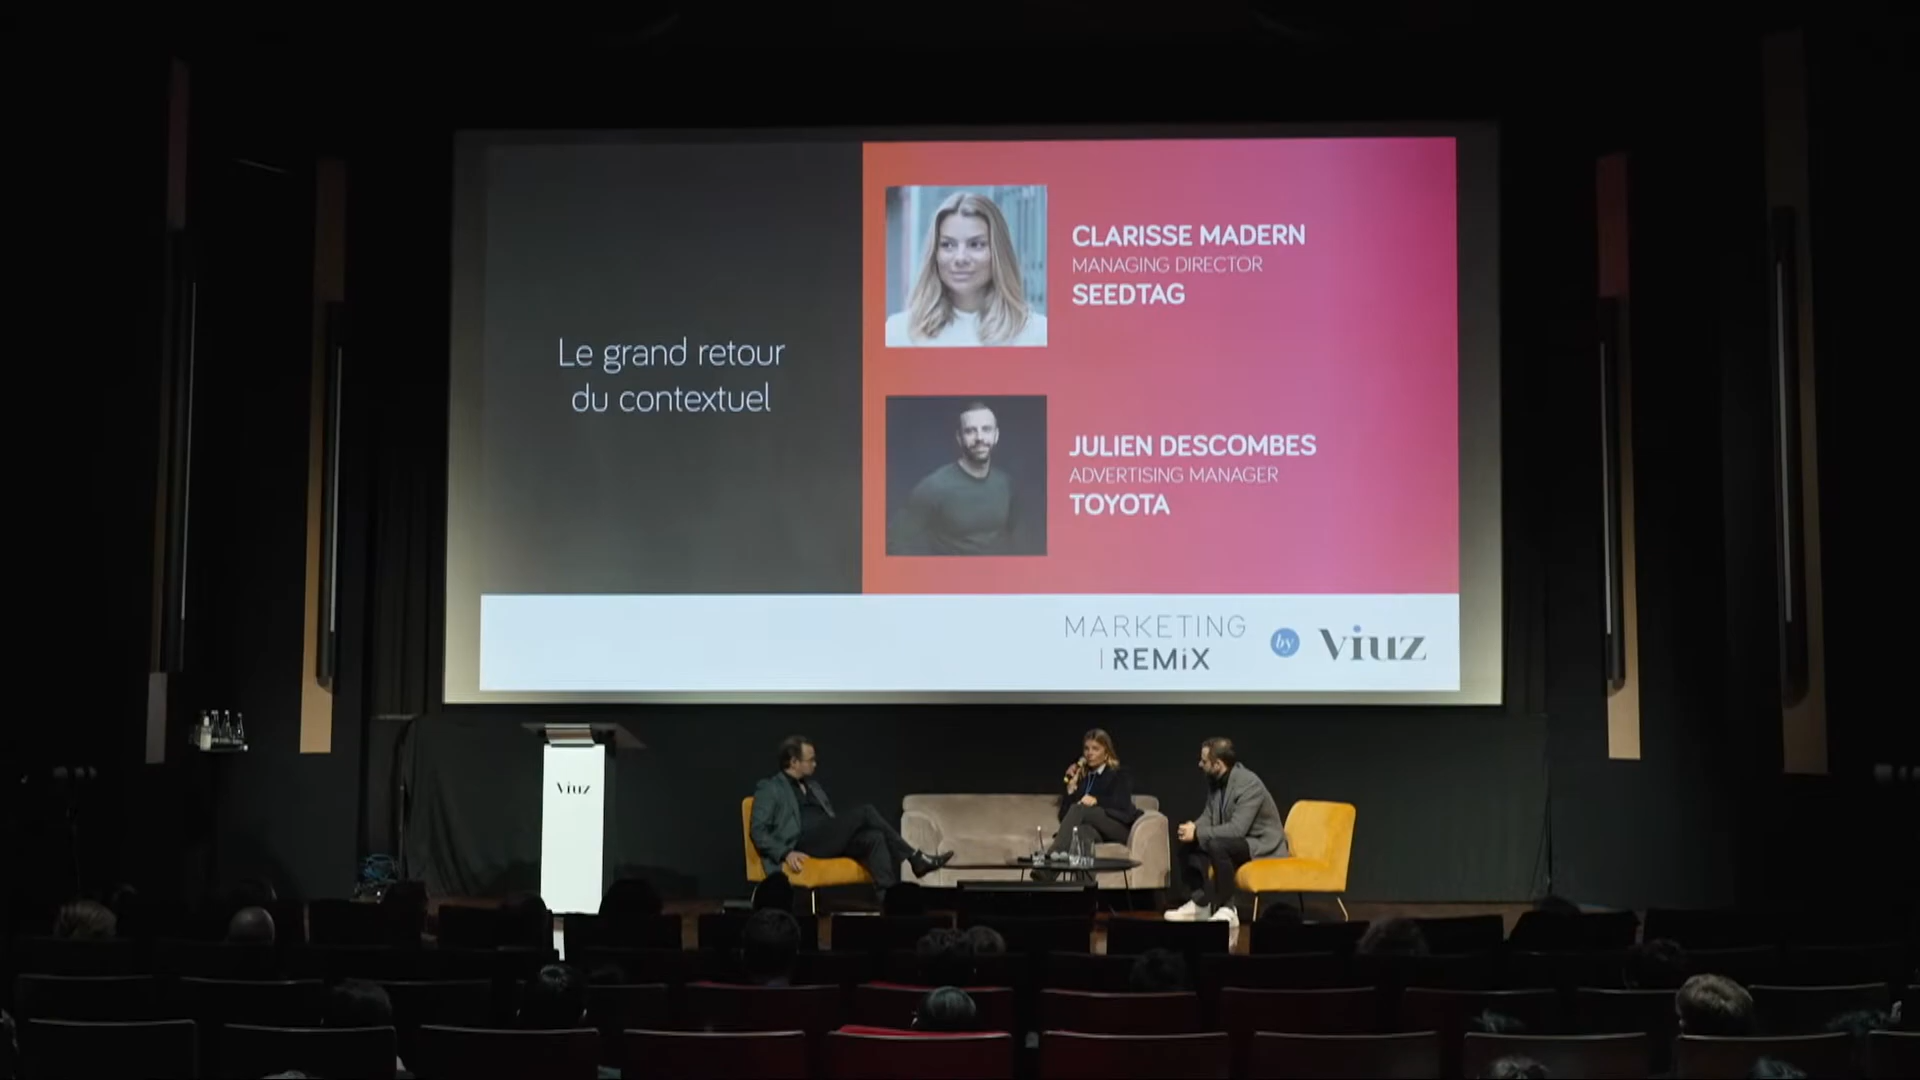 Le grand retour
du contextuel
CLARISSE MADERN
MANAGING DIRECTOR
SEEDTAG
JULIEN DESCOMBES
ADVERTISING MANAGER
TOYOTA
MARKETING
REMiX
by
Viuz
Viuz